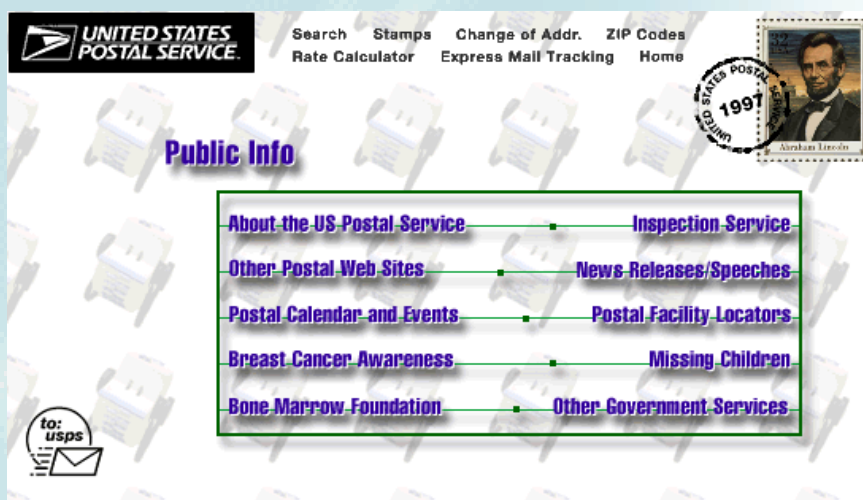 UNITED STATES
POSTAL SERVICE.
Search Stamps Change of Addr. ZIP Codes
Rate Calculator Express Mail Tracking Home
32
UNITED STATES POSTAL SERVICE
1997
Abraham Lincoln
Public Info
About the US Postal Service Inspection Service
Other Postal Web Sites News Releases/Speeches
Postal Calendar and Events Postal Facility Locators
Breast Cancer Awareness Missing Children
Bone Marrow Foundation Other Government Services
to:
usps